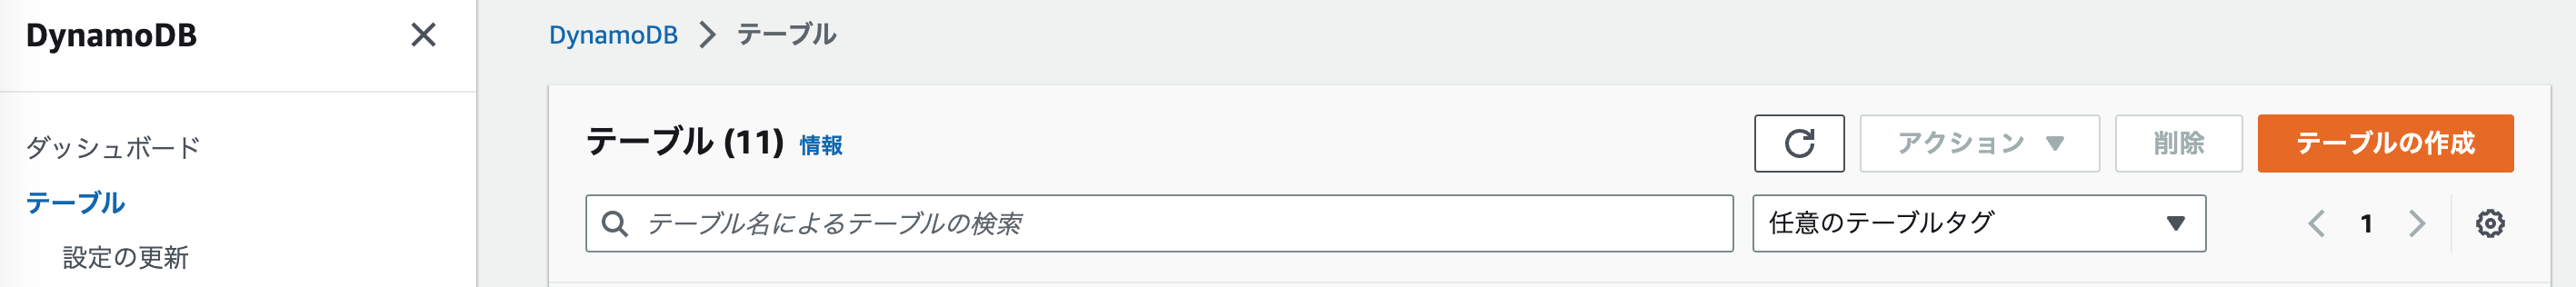 DynamoDB
ダッシュボード
テーブル
設定の更新
DynamoDB テーブル
テーブル (11) 情報
アクション 削除 テーブルの作成
テーブル名によるテーブルの検索 任意のテーブルタグ 1